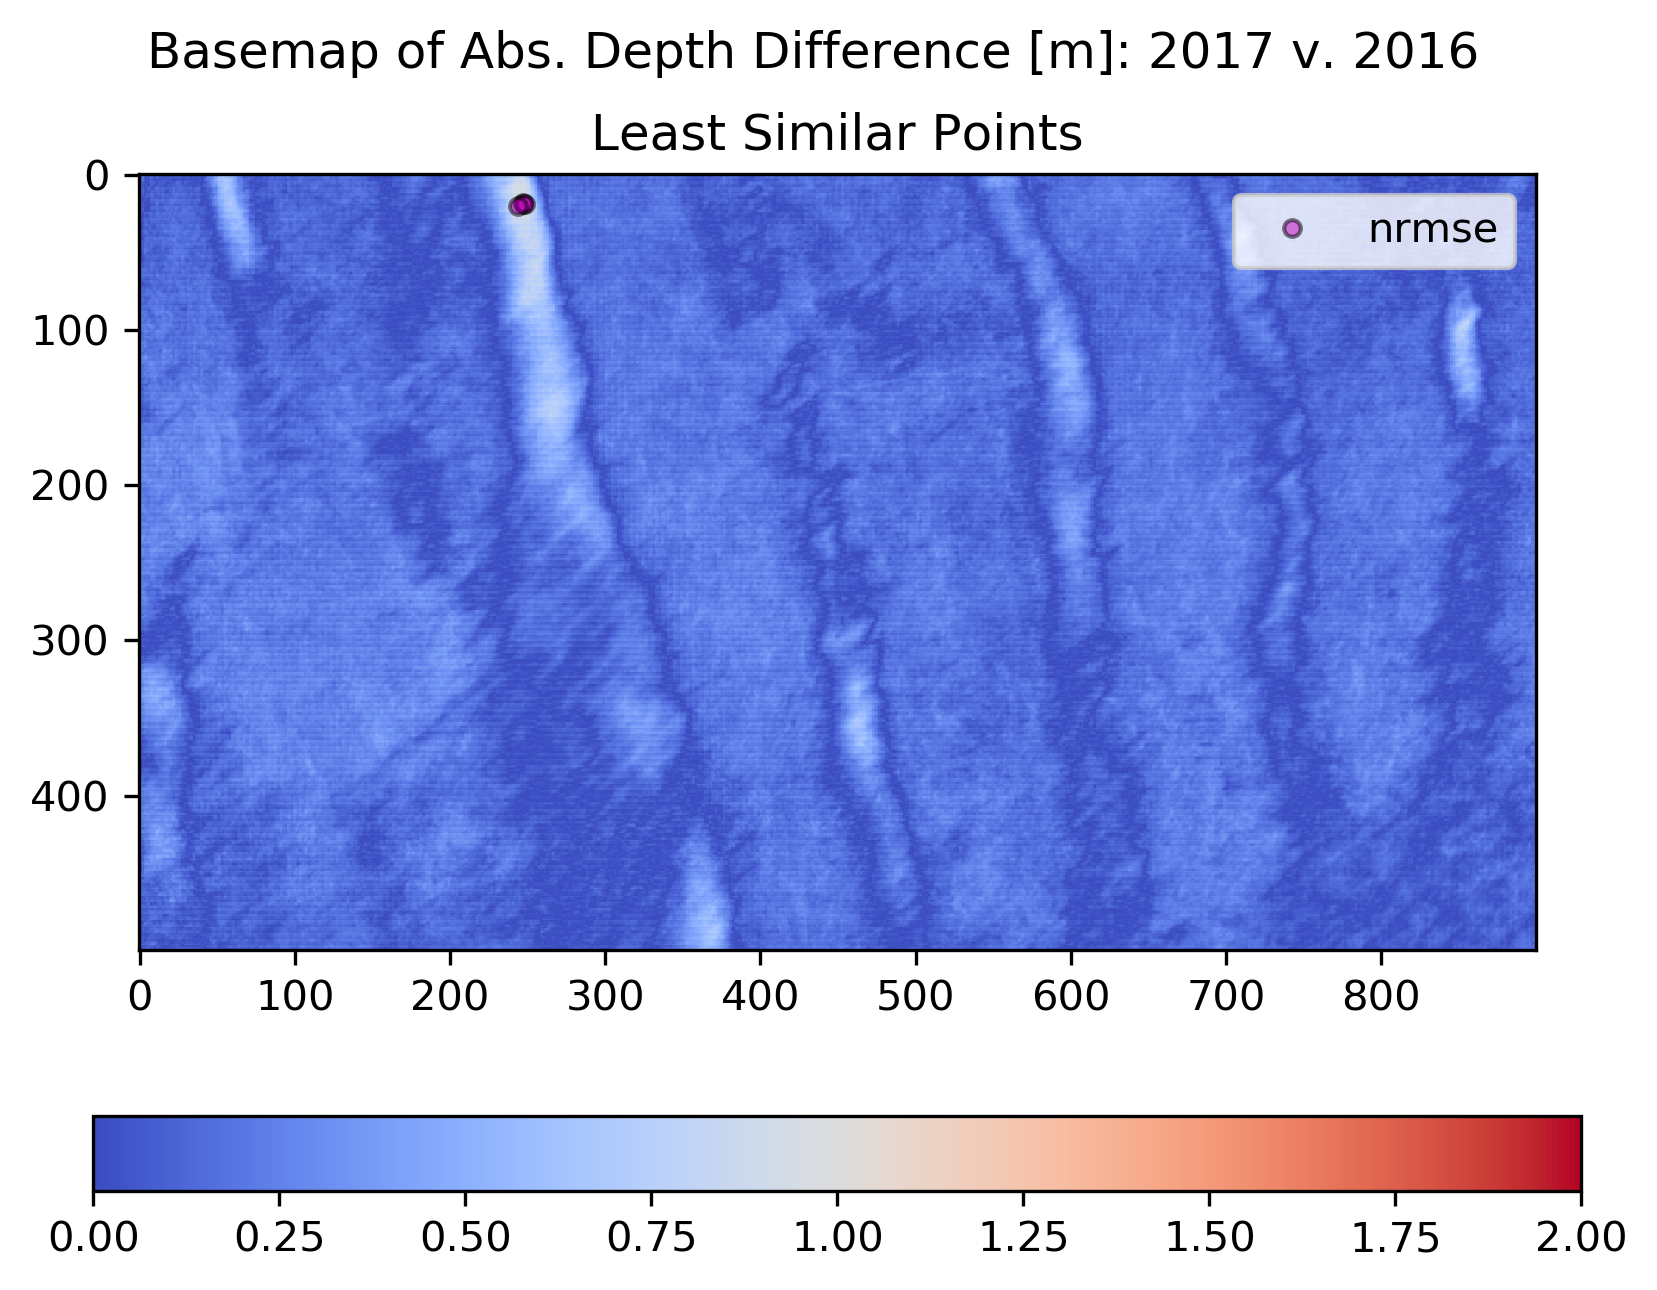 Basemap of Abs. Depth Difference [m]: 2017 v. 2016
Least Similar Points
nrmse
0
100
200
300
400
0 100 200 300 400 500 600 700 800
0.00 0.25 0.50 0.75 1.00 1.25 1.50 1.75 2.00